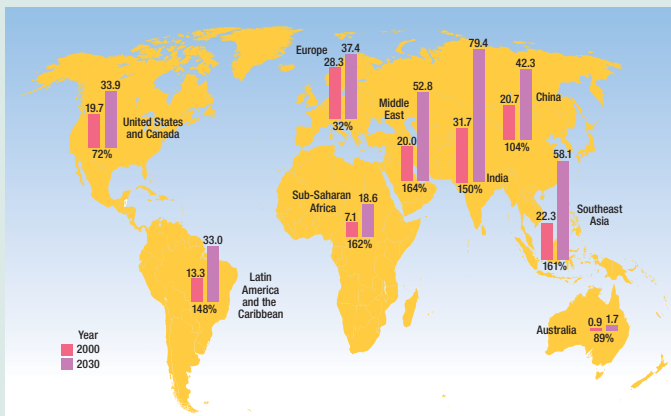 Europe
28.3
37.4
32%
19.7
33.9
United States
and Canada
72%
Middle
East
20.0
52.8
164%
31.7
79.4
India
150%
20.7
42.3
China
104%
22.3
58.1
Southeast
Asia
161%
Sub-Saharan
Africa
7.1
18.6
162%
13.3
33.0
Latin
America
and the
Caribbean
148%
Australia
0.9
1.7
89%
Year
2000
2030